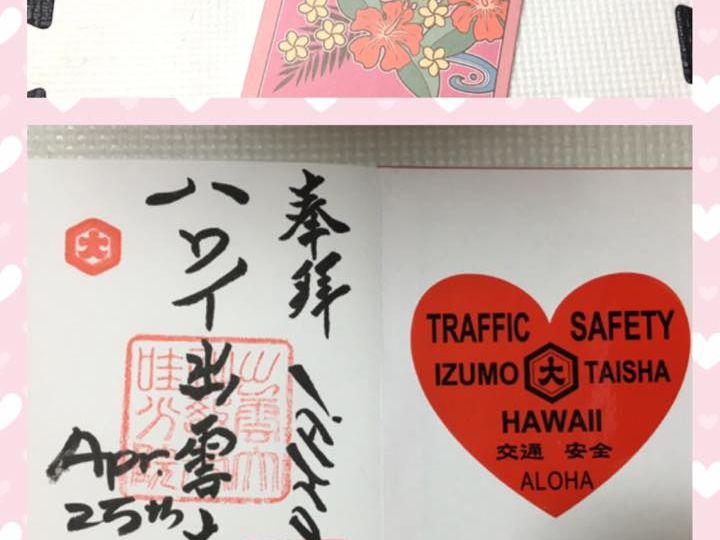 奉拝
ハワイ出雲
Apr.
25th
大
TRAFFIC SAFETY
IZUMO 大 TAISHA
HAWAII
交通 安全
ALOHA